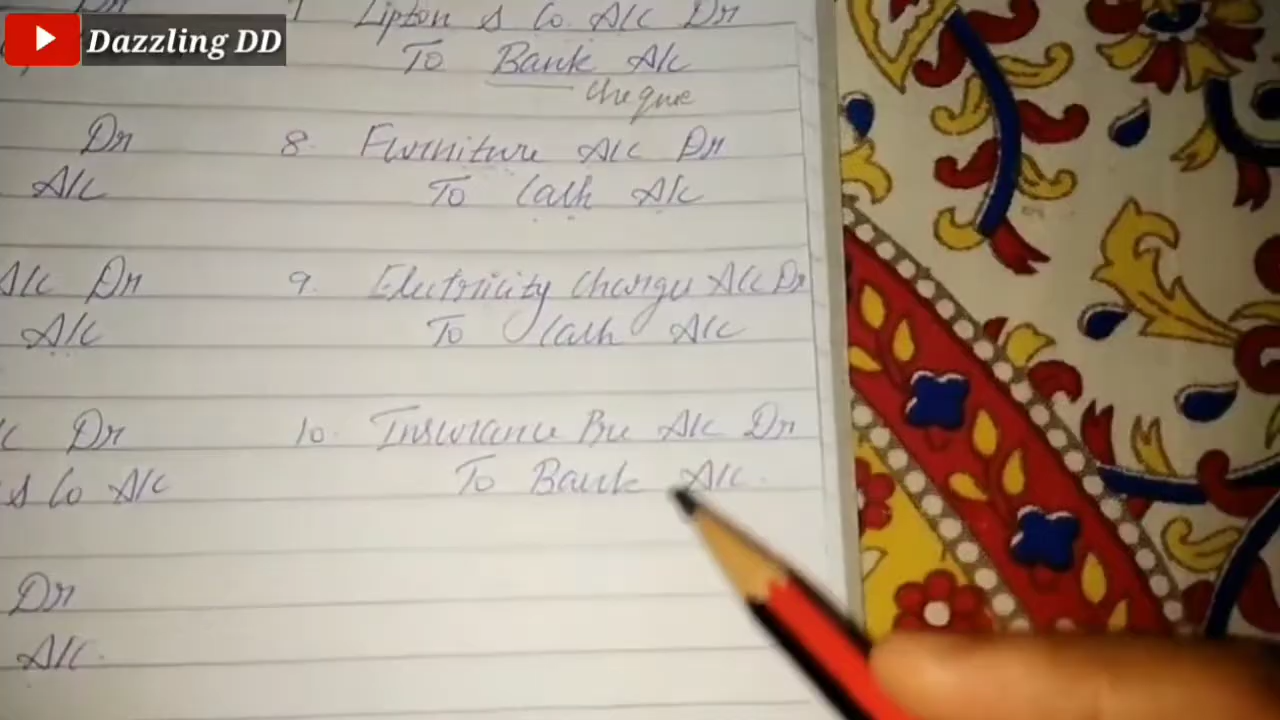 Dazzling DD
Dr
A/c
A/c Dr
A/c
Dr
& Co A/c
Dr
A/c.
7 Lipton & Co. A/c Dr
To Bank A/c
cheque
8. Furniture A/c Dr
To Cash A/c
9. Electricity Charges A/c Dr
To Cash A/c
10. Insurance Pre A/c Dr
To Bank A/c.